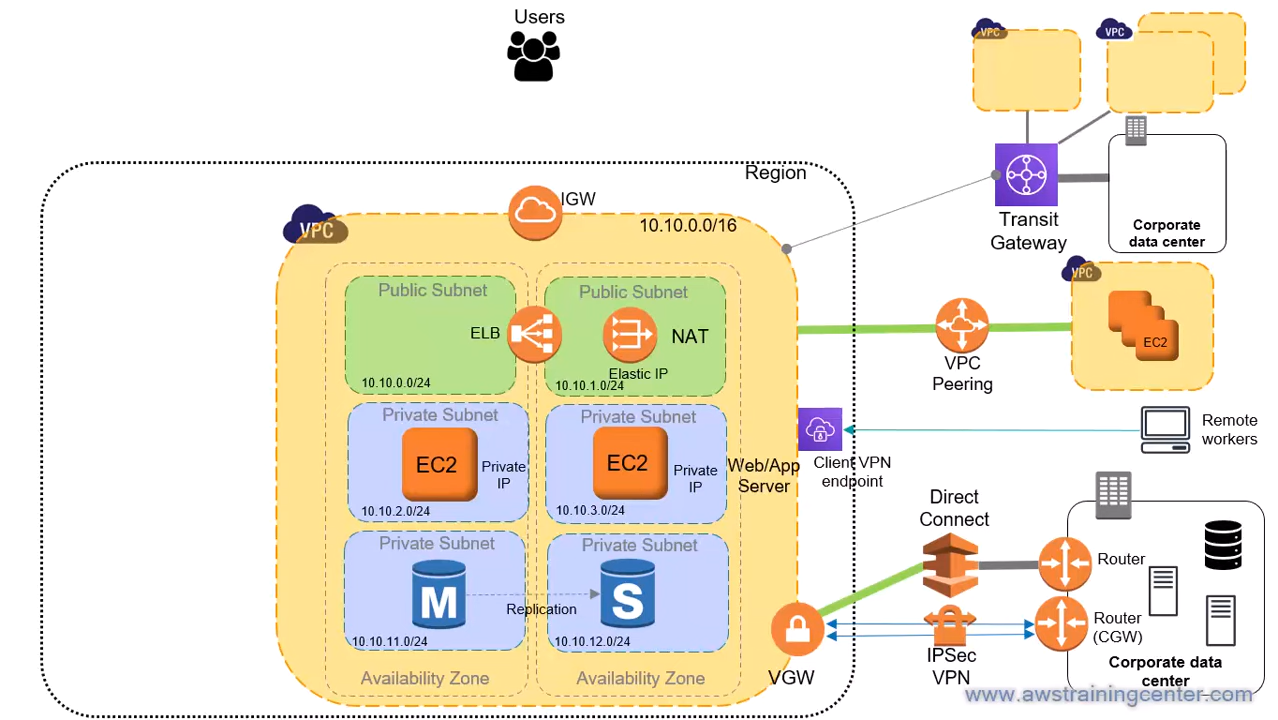 Users
VPC
VPC
Region
IGW
10.10.0.0/16
VPC
Transit
Gateway
Corporate
data center
Public Subnet
ELB
10.10.0.0/24
Public Subnet
NAT
Elastic IP
10.10.1.0/24
VPC
EC2
VPC
Peering
Private Subnet
EC2
Private
IP
10.10.2.0/24
Private Subnet
EC2
Private
IP
10.10.3.0/24
Web/App
Server
Client VPN
endpoint
Remote
workers
Private Subnet
M
Replication
10.10.11.0/24
Private Subnet
S
10.10.12.0/24
Availability Zone
Availability Zone
VGW
Direct
Connect
IPSec
VPN
Router
Router
(CGW)
Corporate data
center
www.awstrainingcenter.com